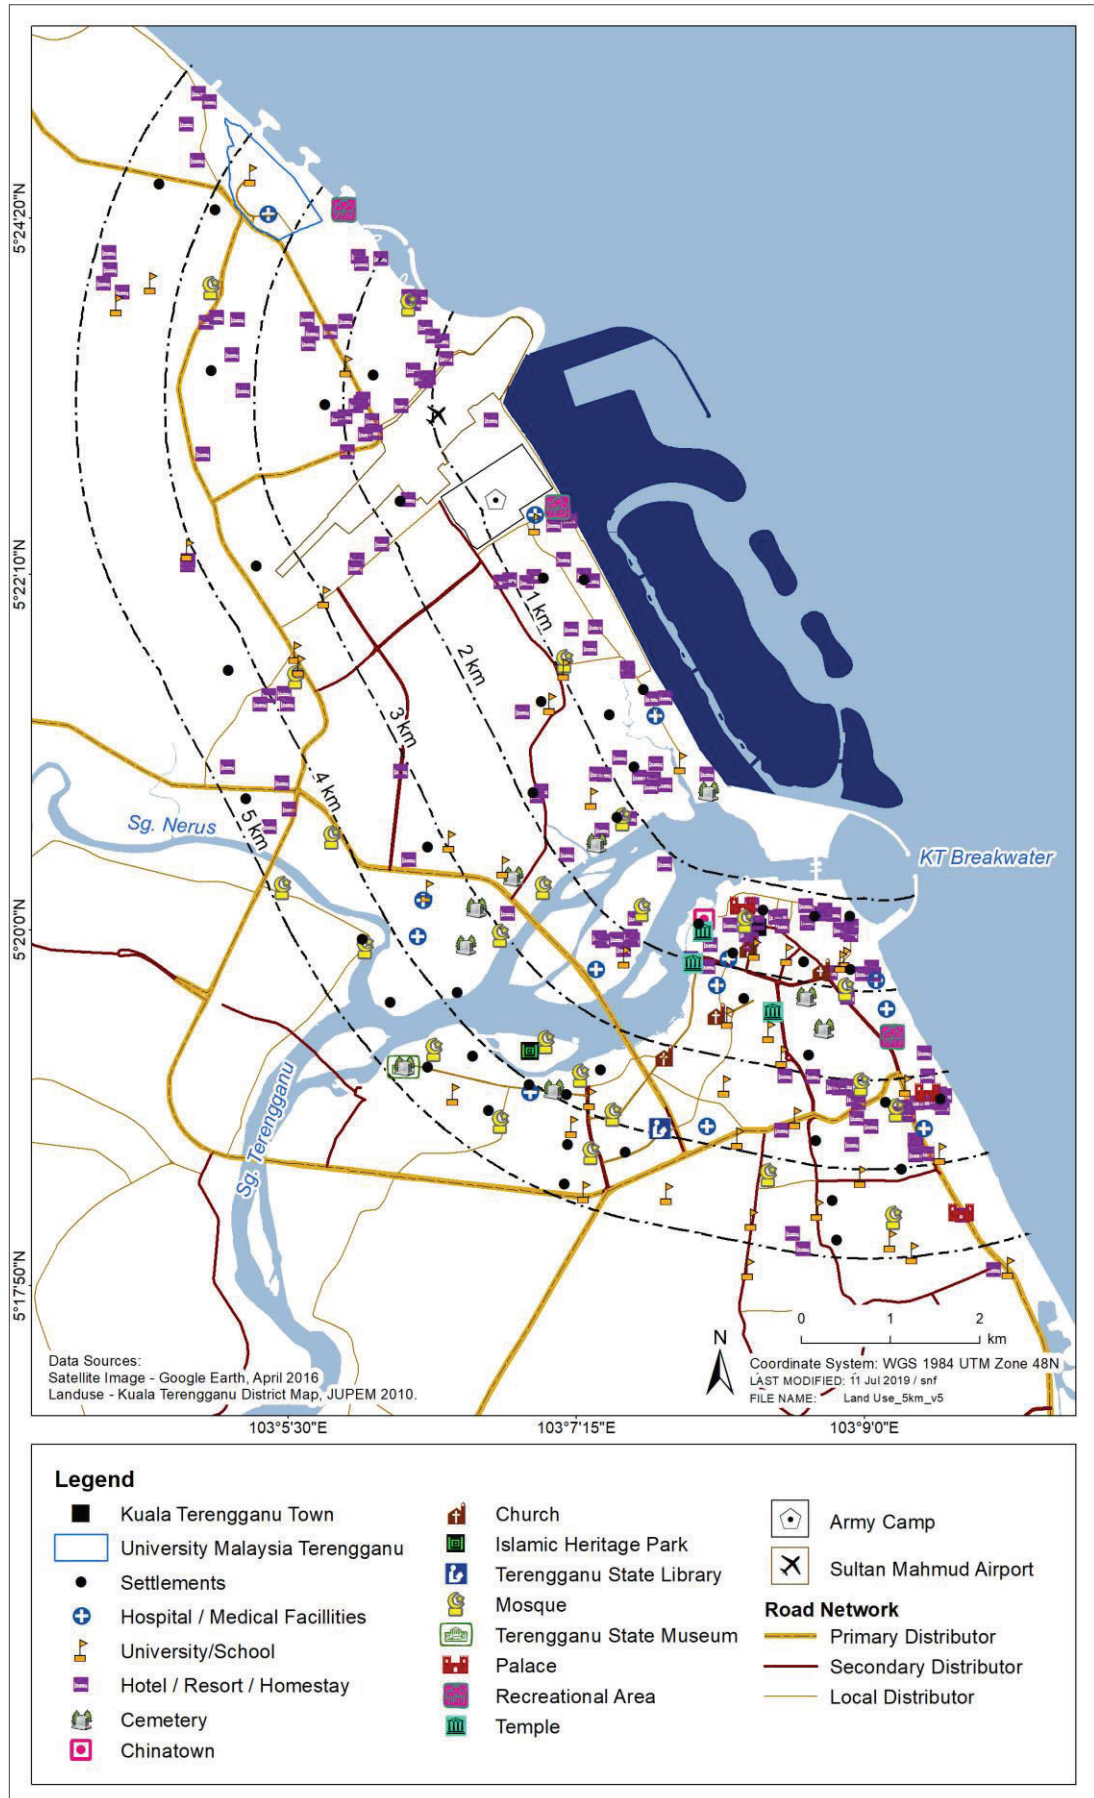 5°24'20"N
5°22'10"N
5°20'0"N
5°17'50"N
1 km
2 km
3 km
4 km
5 km
Sg. Nerus
KT Breakwater
Sg. Terengganu
0 1 2
km
N
Data Sources:
Satellite Image - Google Earth, April 2016
Landuse - Kuala Terengganu District Map, JUPEM 2010.
Coordinate System: WGS 1984 UTM Zone 48N
LAST MODIFIED: 11 Jul 2019 / snf
FILE NAME: Land Use_5km_v5
103°5'30"E 103°7'15"E 103°9'0"E
Legend
Kuala Terengganu Town
University Malaysia Terengganu
Settlements
Hospital / Medical Facillities
University/School
Hotel / Resort / Homestay
Cemetery
Chinatown
Church
Islamic Heritage Park
Terengganu State Library
Mosque
Terengganu State Museum
Palace
Recreational Area
Temple
Army Camp
Sultan Mahmud Airport
Road Network
Primary Distributor
Secondary Distributor
Local Distributor